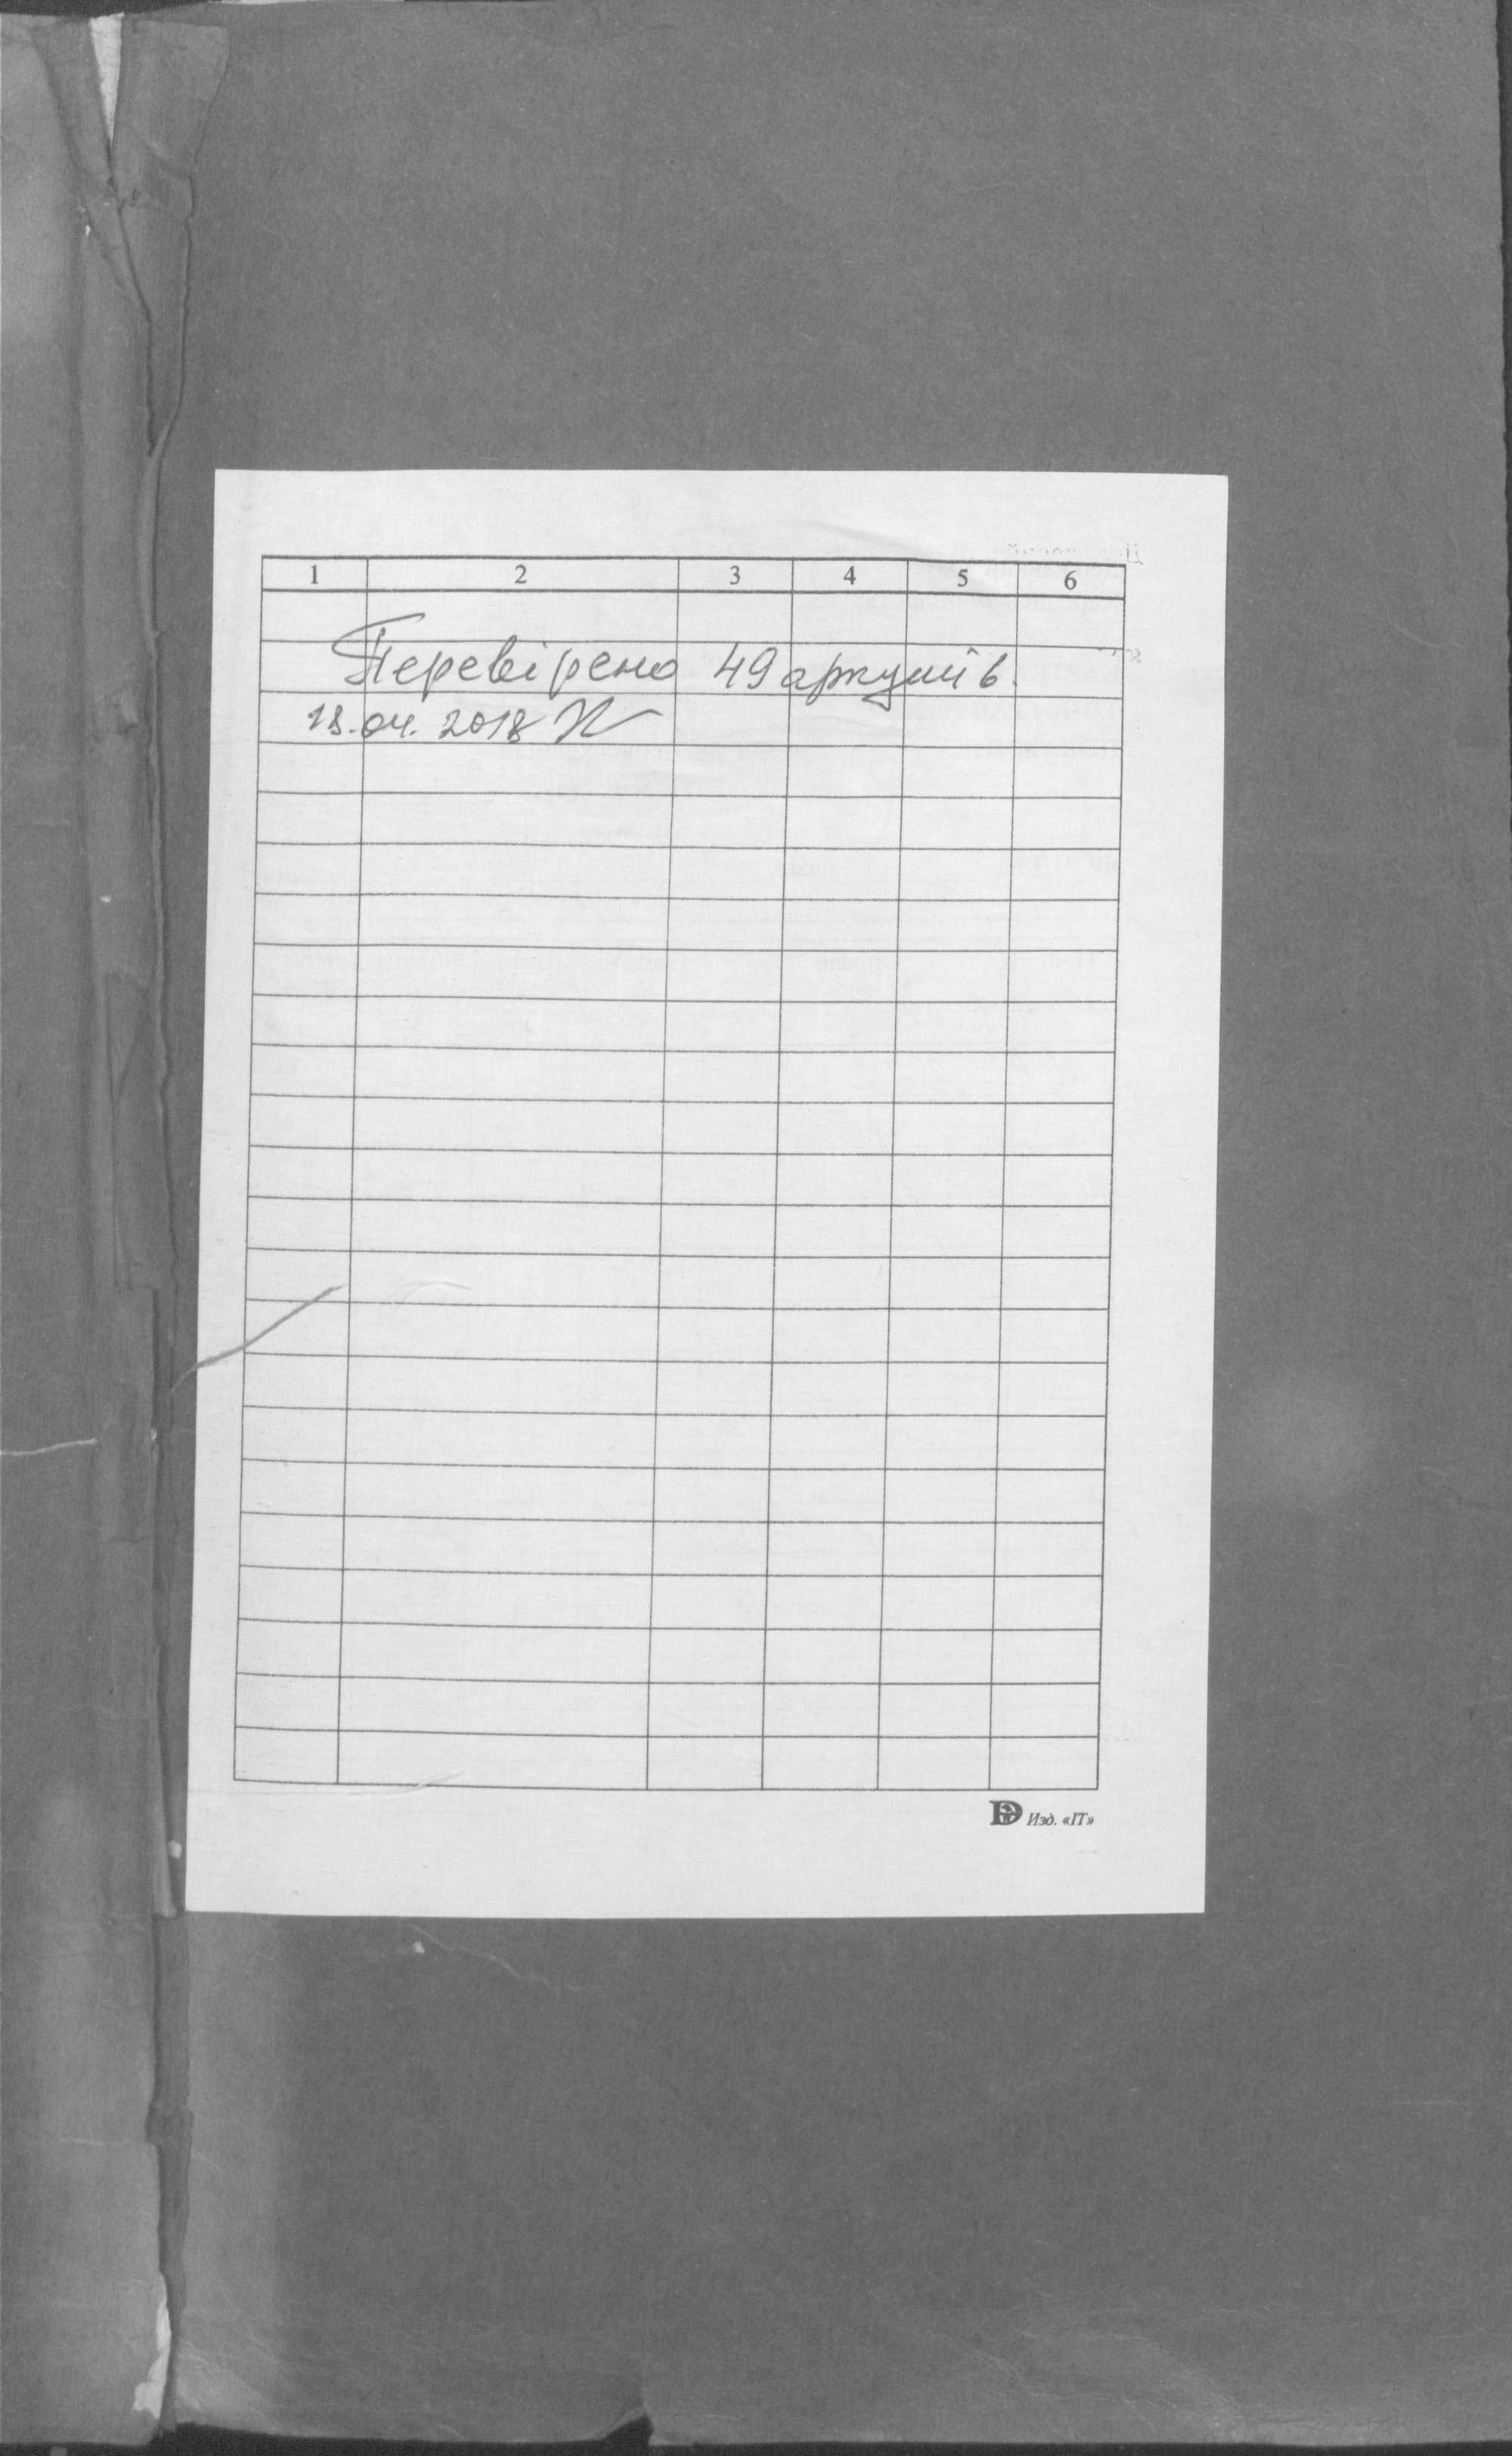 1 2 3 4 5 6
Перевірено 49 аркушів.
18.04.2018
Изд. «IT»